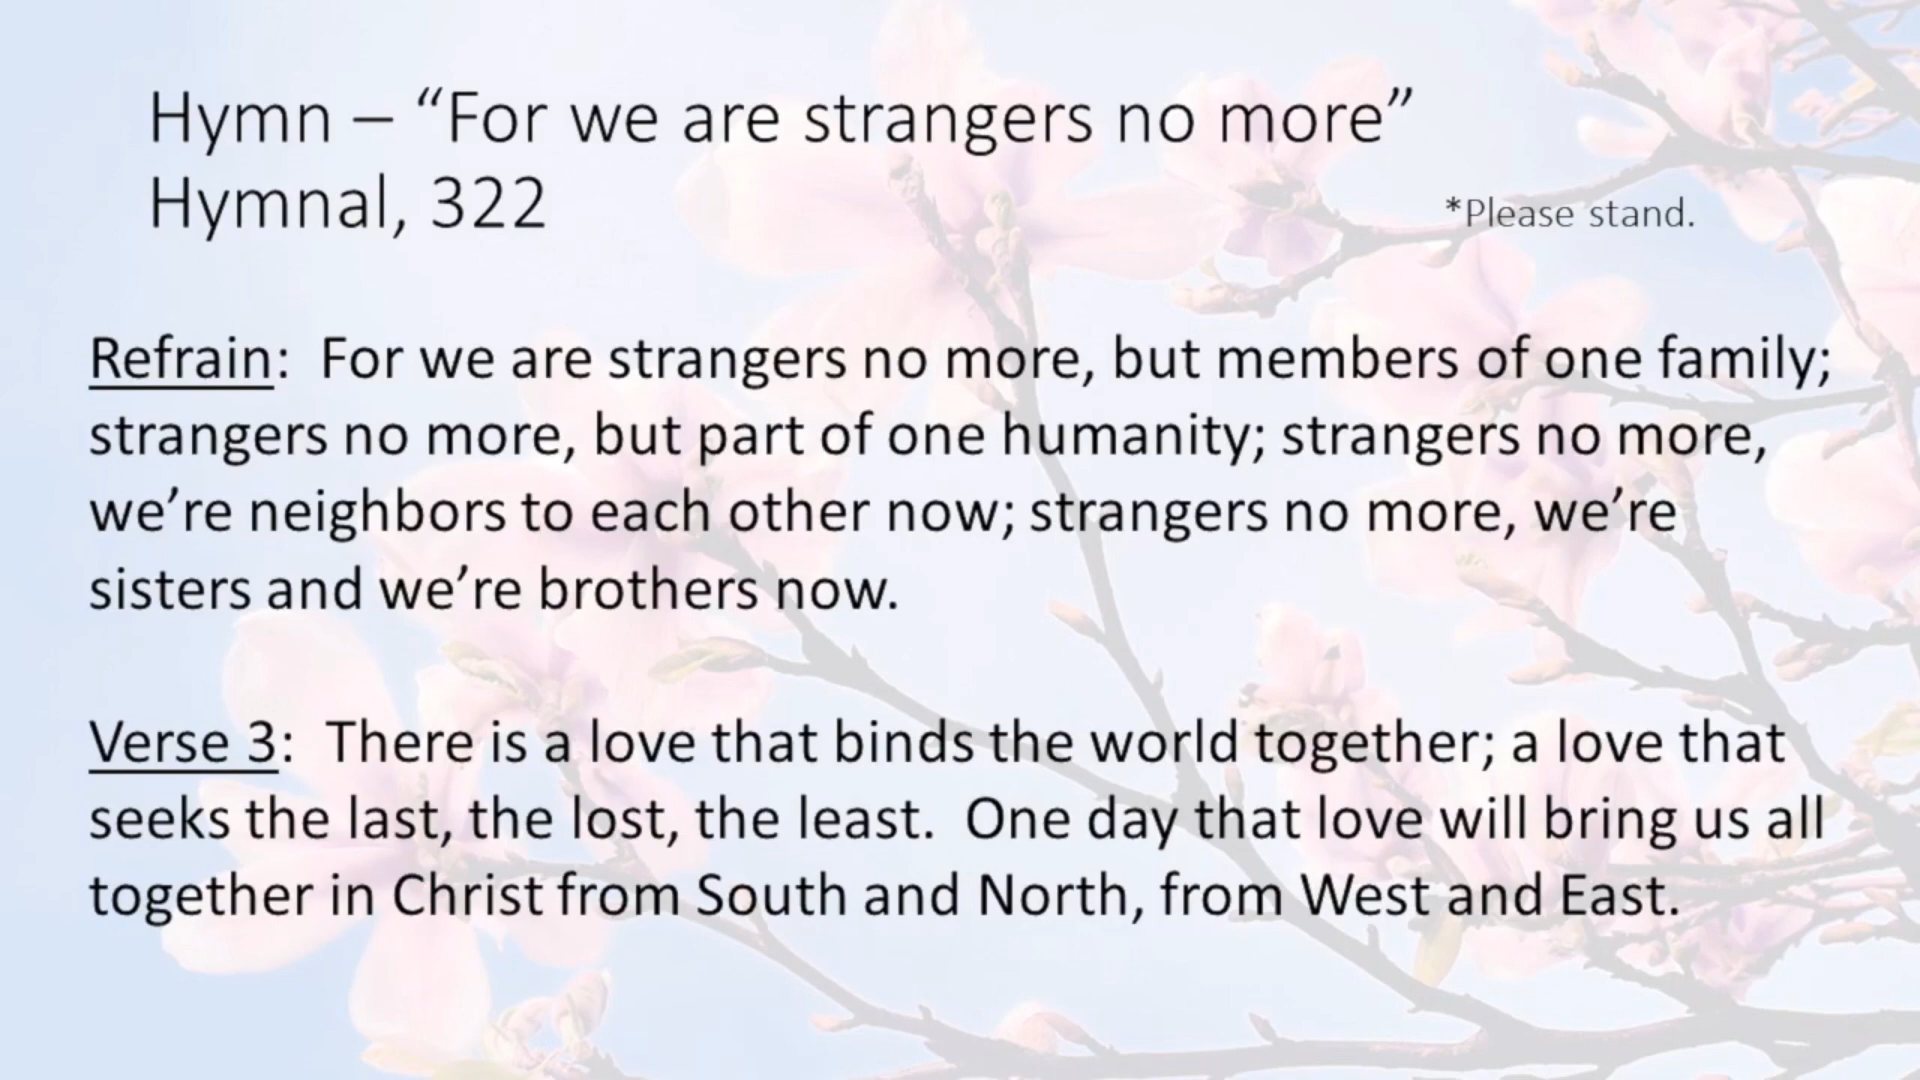 Hymn – “For we are strangers no more”
Hymnal, 322
*Please stand.
Refrain:  For we are strangers no more, but members of one family;
strangers no more, but part of one humanity; strangers no more,
we’re neighbors to each other now; strangers no more, we’re
sisters and we’re brothers now.
Verse 3:  There is a love that binds the world together; a love that
seeks the last, the lost, the least.  One day that love will bring us all
together in Christ from South and North, from West and East.